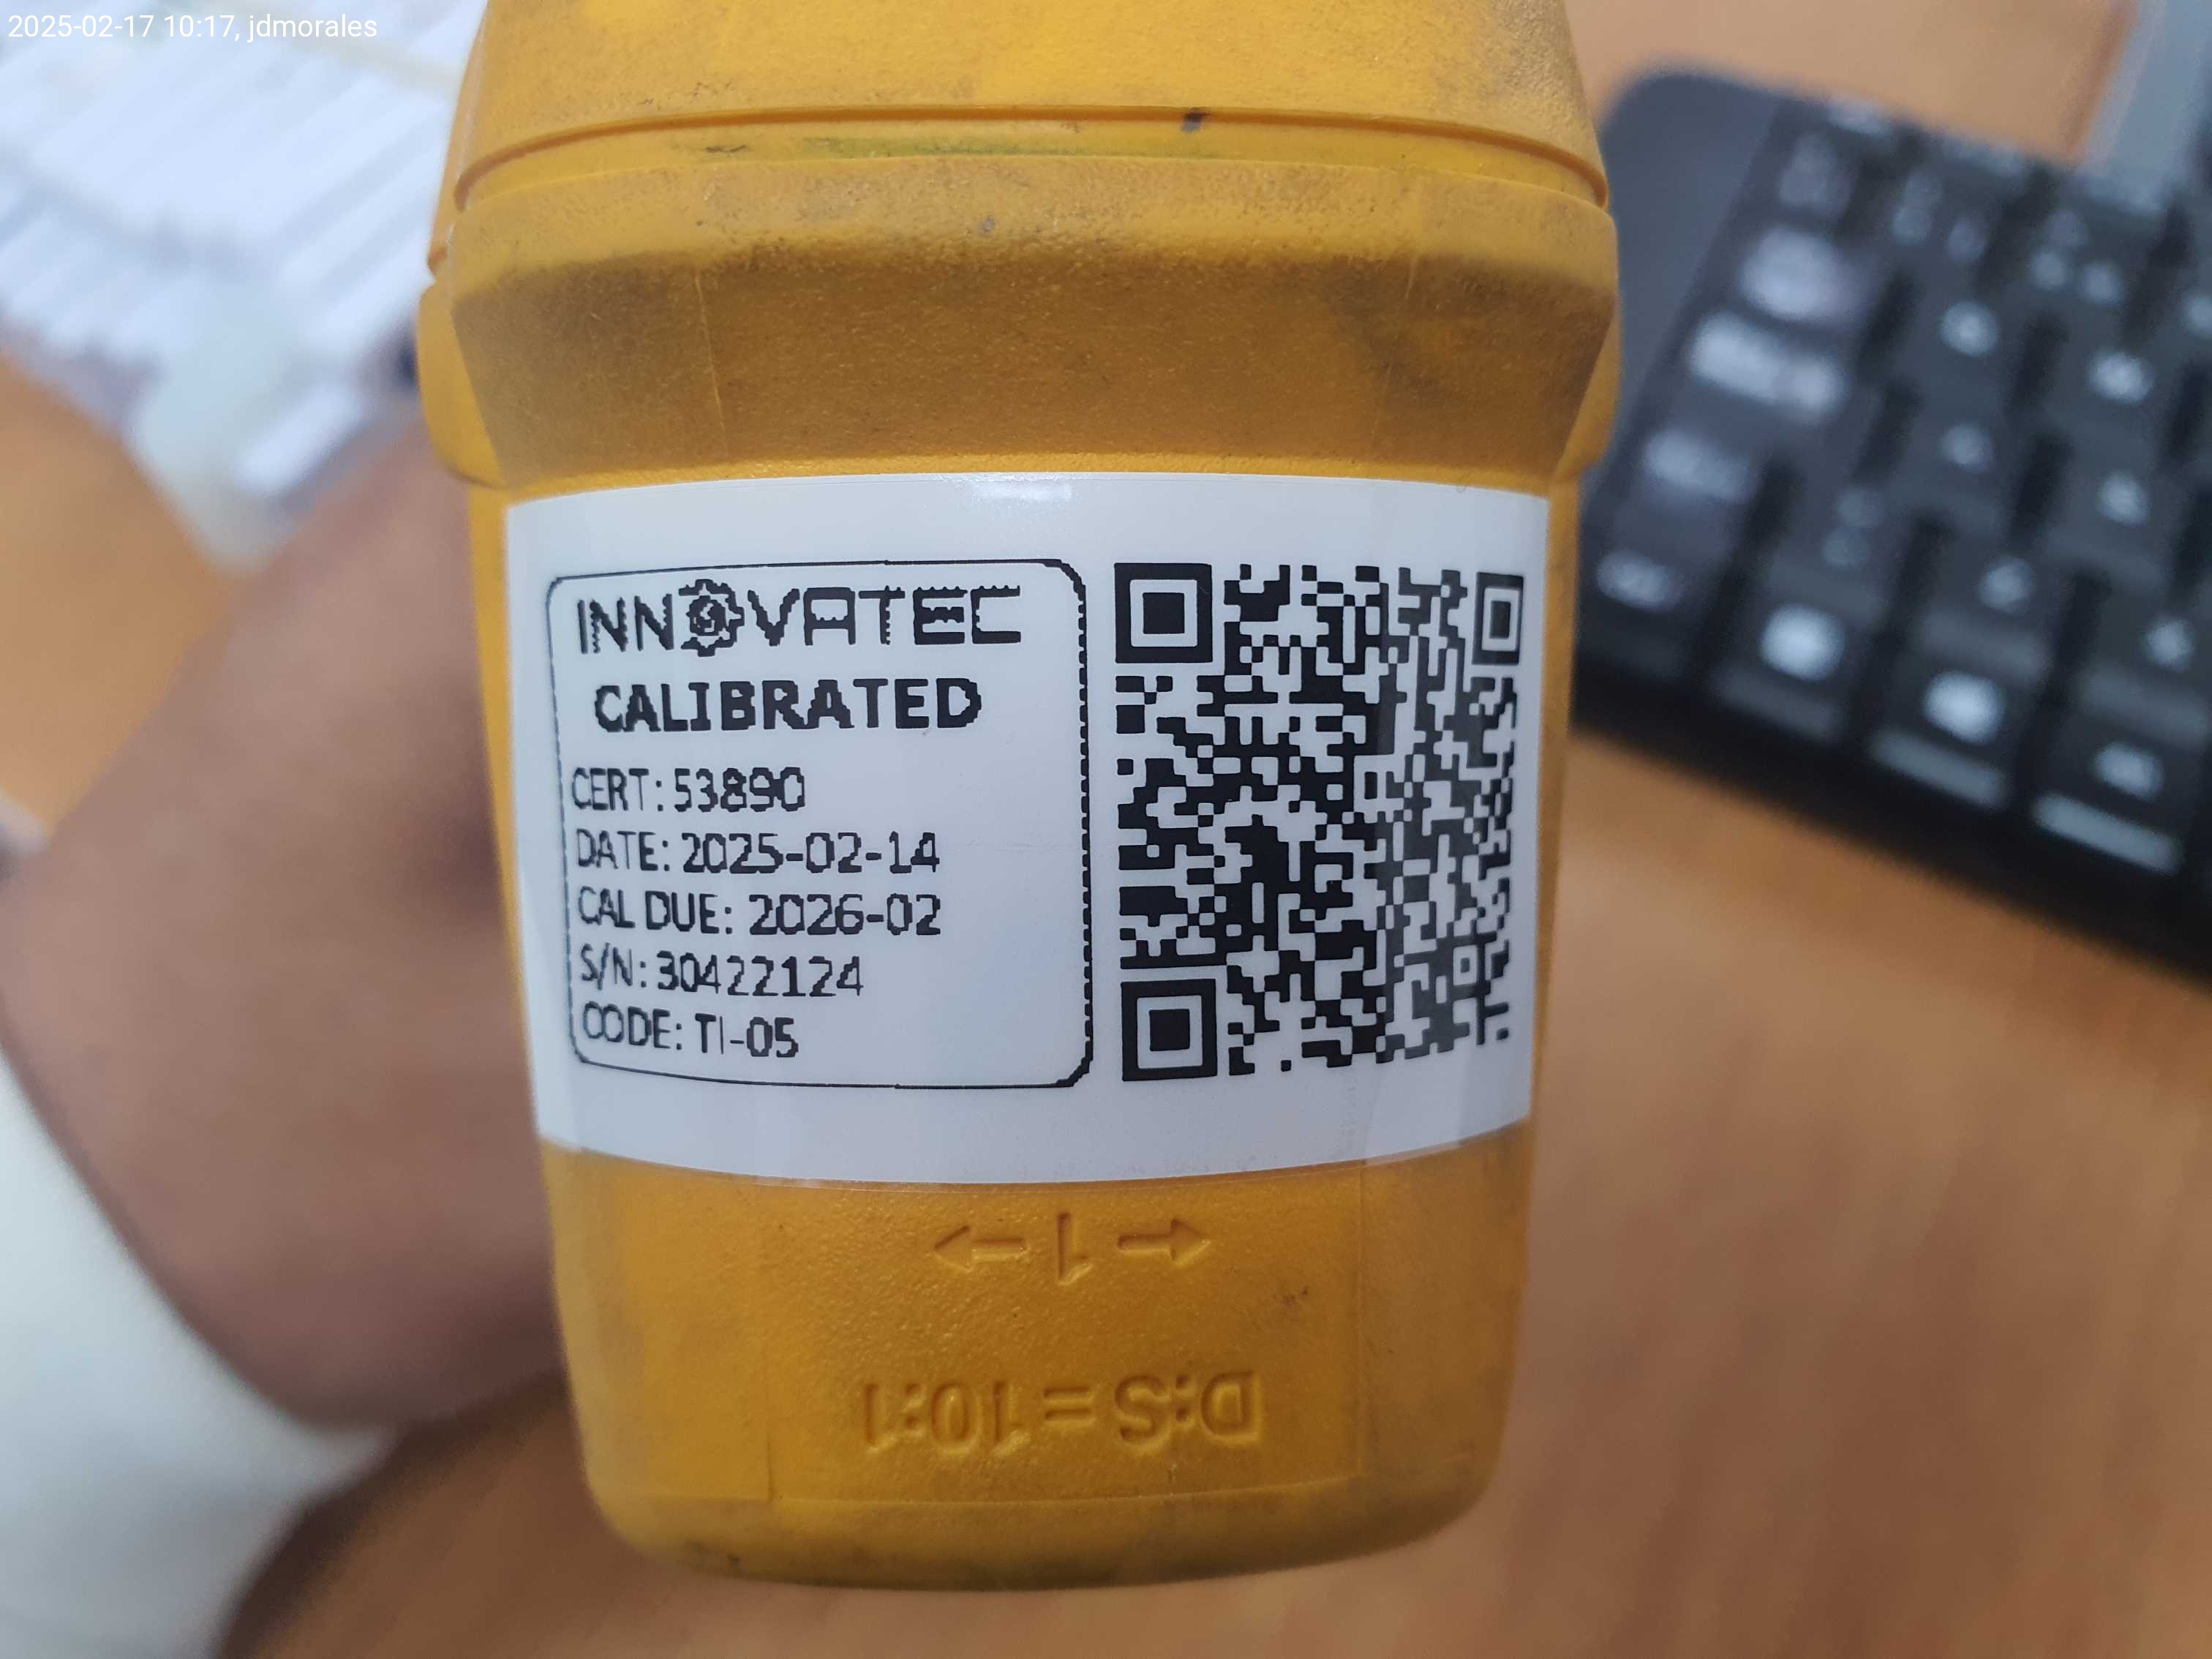 2025-02-17 10:17, jdmorales
INNOVATEC
CALIBRATED
CERT: 53890
DATE: 2025-02-14
CAL DUE: 2026-02
S/N: 30422124
CODE: TI-05
← 1 →
D:S = 10:1